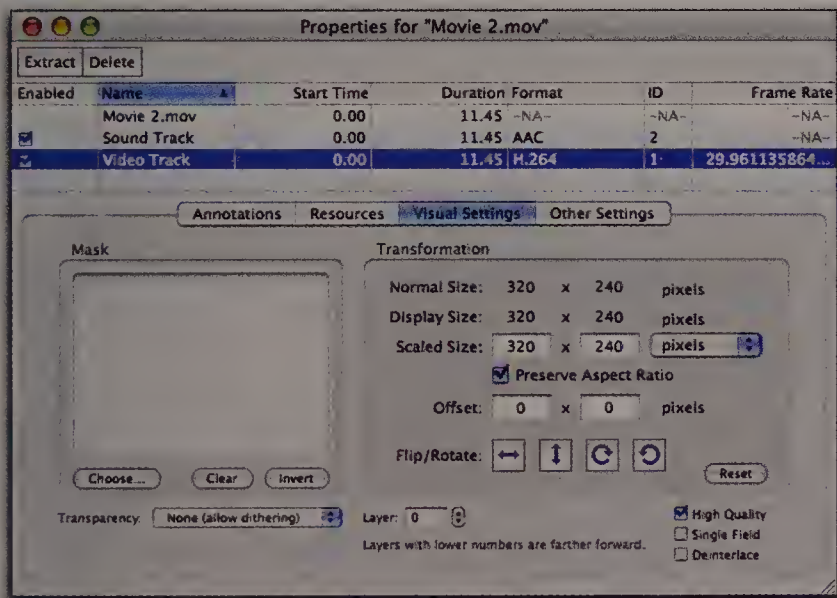 Properties for "Movie 2.mov"
Extract Delete
Enabled Name Start Time Duration Format ID Frame Rate
Movie 2.mov 0.00 11.45 -NA- -NA- -NA-
Sound Track 0.00 11.45 AAC 2 -NA-
Video Track 0.00 11.45 H.264 1 29.961135864...
Annotations Resources Visual Settings Other Settings
Mask
Transformation
Normal Size: 320 x 240 pixels
Display Size: 320 x 240 pixels
Scaled Size: 320 x 240 pixels
Preserve Aspect Ratio
Offset: 0 x 0 pixels
Flip/Rotate:
Reset
Choose... Clear Invert
Transparency: None (allow dithering)
Layer: 0
Layers with lower numbers are farther forward.
High Quality
Single Field
Deinterlace